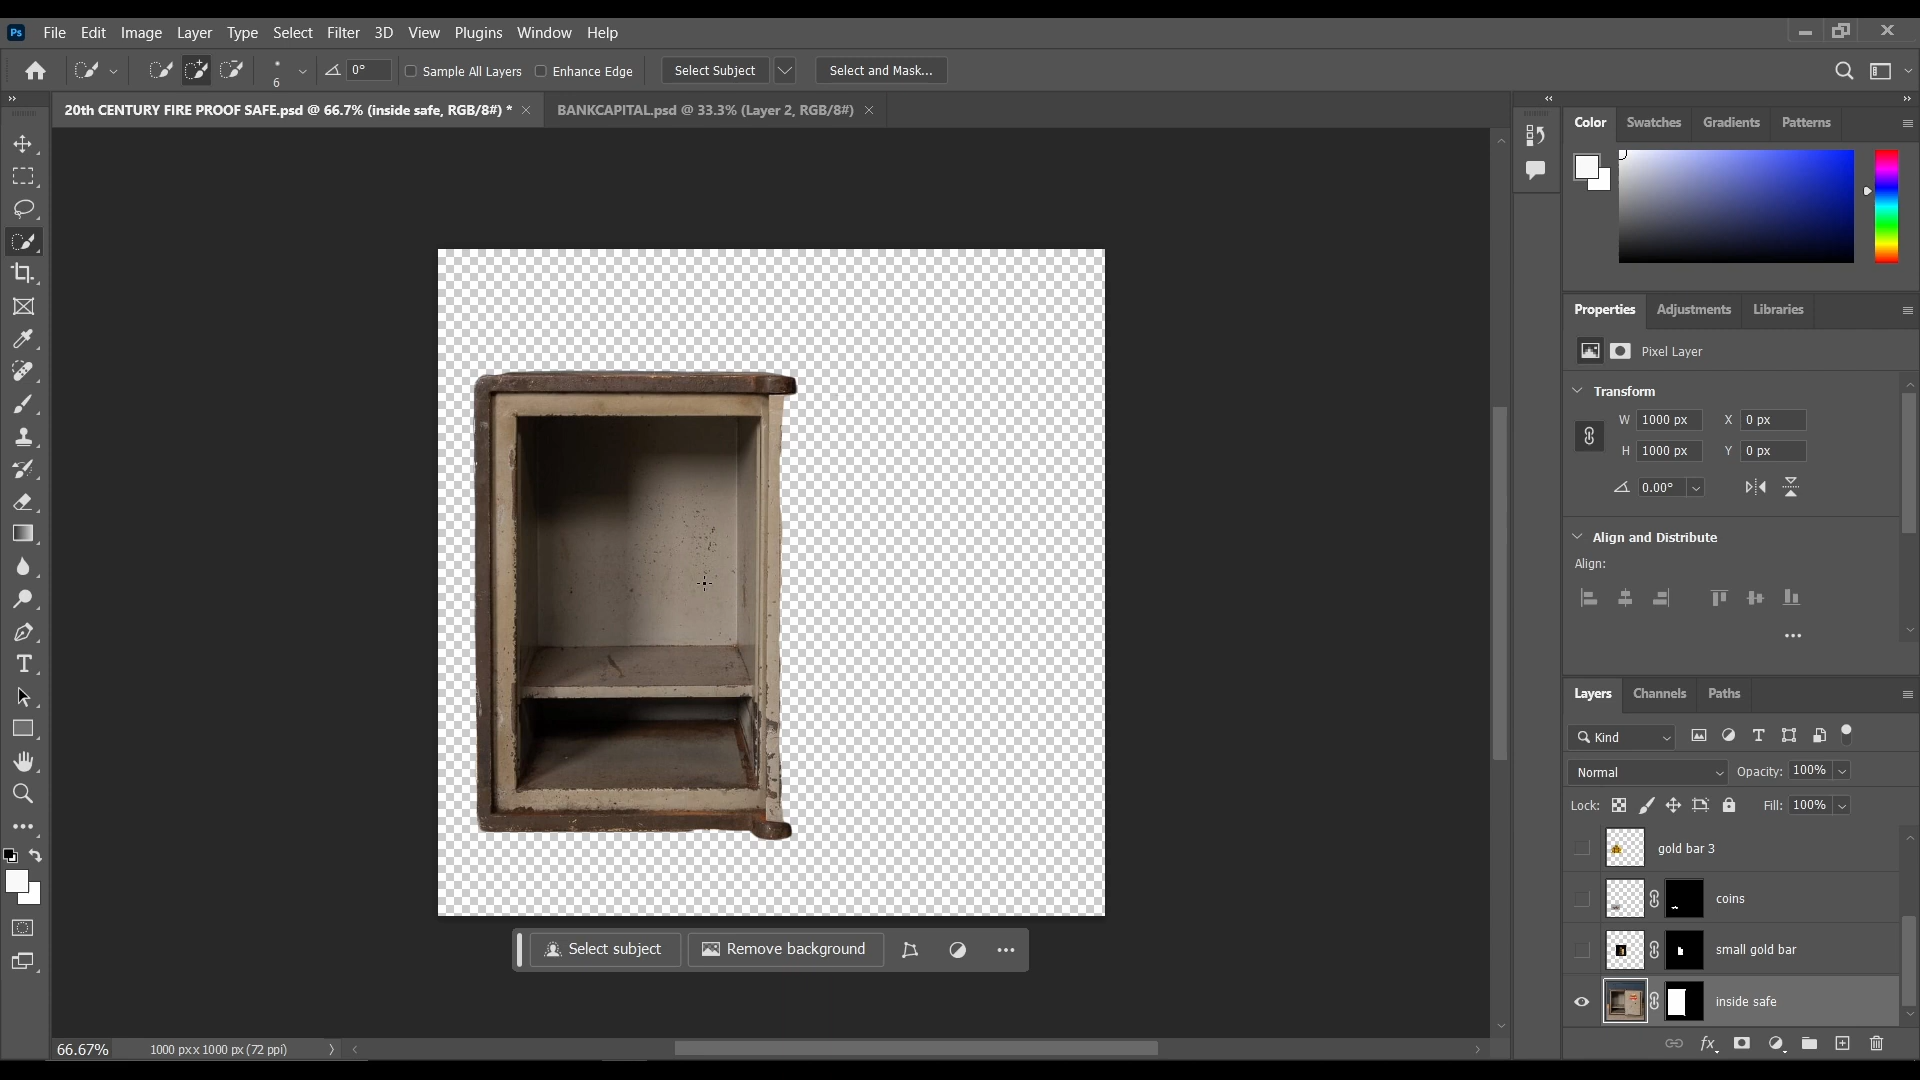 Ps File Edit Image Layer Type Select Filter 3D View Plugins Window Help
6 0° Sample All Layers Enhance Edge Select Subject Select and Mask...
20th CENTURY FIRE PROOF SAFE.psd @ 66.7% (inside safe, RGB/8#) * BANKCAPITAL.psd @ 33.3% (Layer 2, RGB/8#)
Color Swatches Gradients Patterns
Properties Adjustments Libraries
Pixel Layer
Transform
W 1000 px X 0 px
H 1000 px Y 0 px
0.00°
Align and Distribute
Align:
Layers Channels Paths
Kind
Normal Opacity: 100%
Lock: Fill: 100%
gold bar 3
coins
small gold bar
inside safe
Select subject Remove background
66.67% 1000 px x 1000 px (72 ppi)